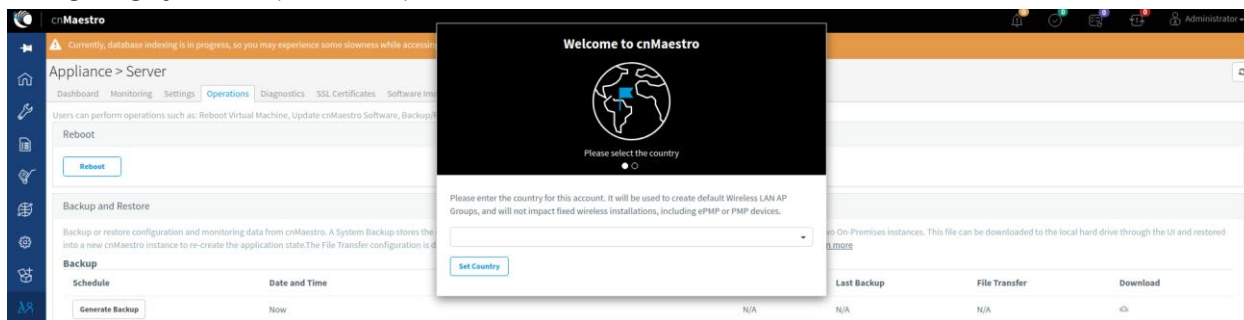 cnMaestro
0
0
0
0
Administrator
Currently, database indexing is in progress, so you may experience some slowness while accessing
Appliance > Server
Dashboard Monitoring Settings Operations Diagnostics SSL Certificates Software
Users can perform operations such as: Reboot Virtual Machine, Update cnMaestro Software,
Reboot
Reboot
Backup and Restore
Backup or restore configuration and monitoring data from cnMaestro. A System Backup stores the
On-Premises instances. This file can be downloaded to the local hard drive through the UI and restored
into a new cnMaestro instance to re-create the application state.The File Transfer configuration is
more
Backup
Schedule Date and Time Last Backup File Transfer Download
Generate Backup Now N/A N/A N/A
Welcome to cnMaestro
Please select the country
Please enter the country for this account. It will be used to create default Wireless LAN AP
Groups, and will not impact fixed wireless installations, including ePMP or PMP devices.
Set Country